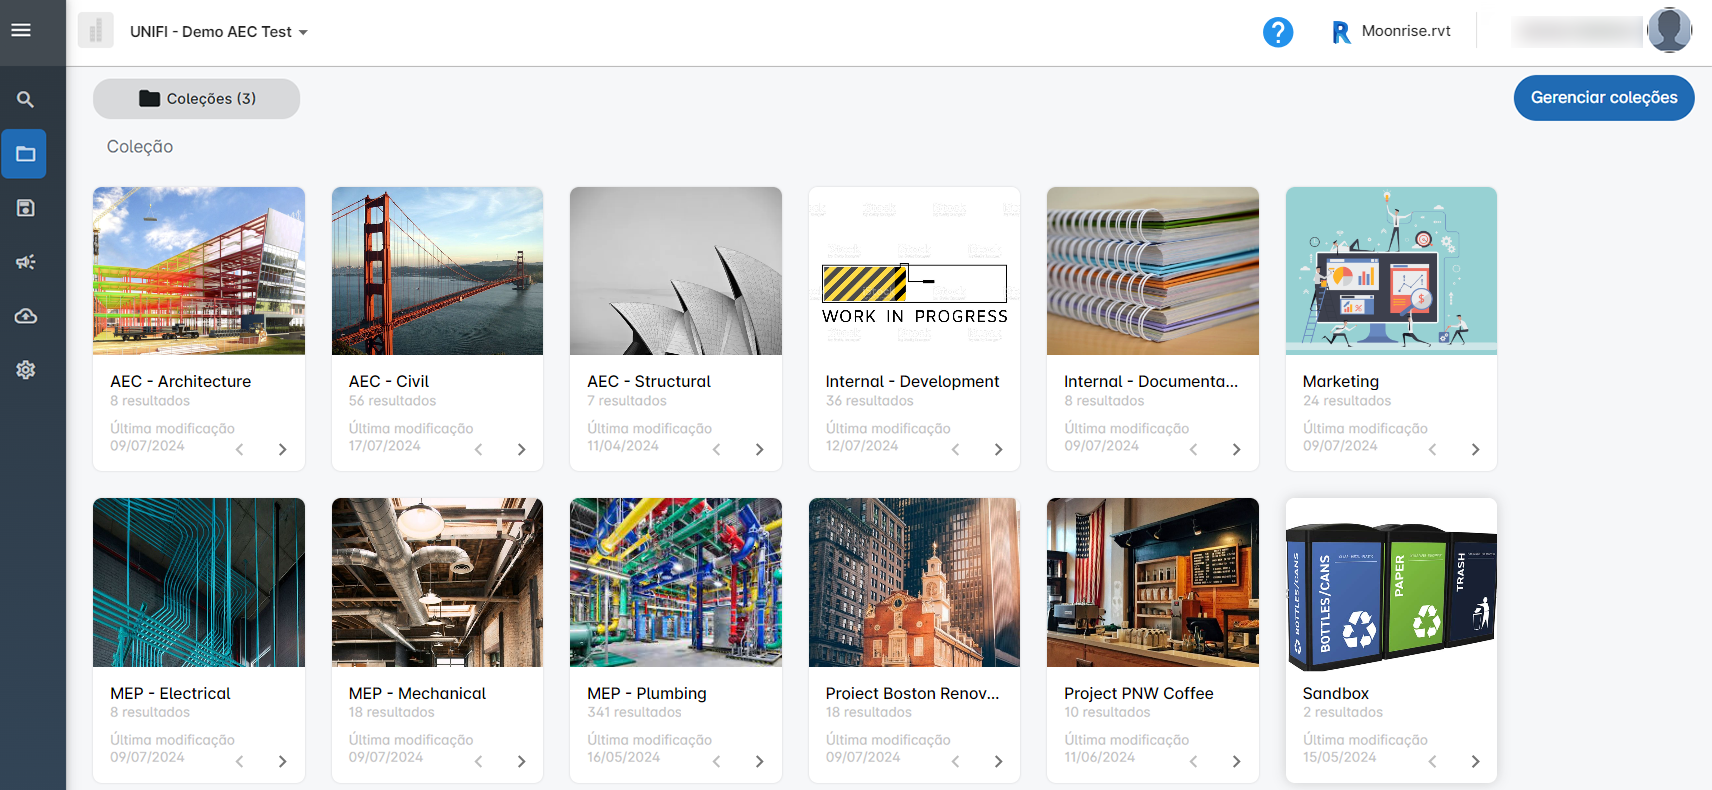 UNIFI - Demo AEC Test
?
R Moonrise.rvt
Coleções (3)
Gerenciar coleções
Coleção
WORK IN PROGRESS
AEC - Architecture
8 resultados
Última modificação
09/07/2024
AEC - Civil
56 resultados
Última modificação
17/07/2024
AEC - Structural
7 resultados
Última modificação
11/04/2024
Internal - Development
36 resultados
Última modificação
12/07/2024
Internal - Documenta...
8 resultados
Última modificação
09/07/2024
Marketing
24 resultados
Última modificação
09/07/2024
BOTTLES/CANS
BOTTLES/CANS
PAPER
TRASH
MEP - Electrical
8 resultados
Última modificação
09/07/2024
MEP - Mechanical
18 resultados
Última modificação
09/07/2024
MEP - Plumbing
341 resultados
Última modificação
16/05/2024
Project Boston Renov...
18 resultados
Última modificação
09/07/2024
Project PNW Coffee
10 resultados
Última modificação
11/06/2024
Sandbox
2 resultados
Última modificação
15/05/2024